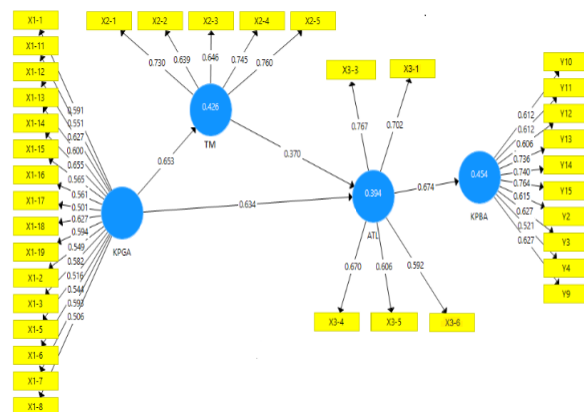 X1-1
X1-11
X1-12
X1-13
X1-14
X1-15
X1-16
X1-17
X1-18
X1-19
X1-2
X1-3
X1-5
X1-6
X1-7
X1-8
0.591
0.551
0.627
0.600
0.655
0.565
0.561
0.501
0.627
0.594
0.549
0.582
0.516
0.544
0.506
KPGA
X2-1
X2-2
X2-3
X2-4
X2-5
0.730
0.639
0.646
0.745
0.760
0.426
TM
0.653
0.370
0.634
X3-3
X3-1
0.767
0.702
0.394
ATL
0.670
0.606
0.592
X3-4
X3-5
X3-6
0.674
0.454
KPBA
0.612
0.612
0.606
0.736
0.740
0.764
0.615
0.627
0.521
0.627
Y10
Y11
Y12
Y13
Y14
Y15
Y2
Y3
Y4
Y9